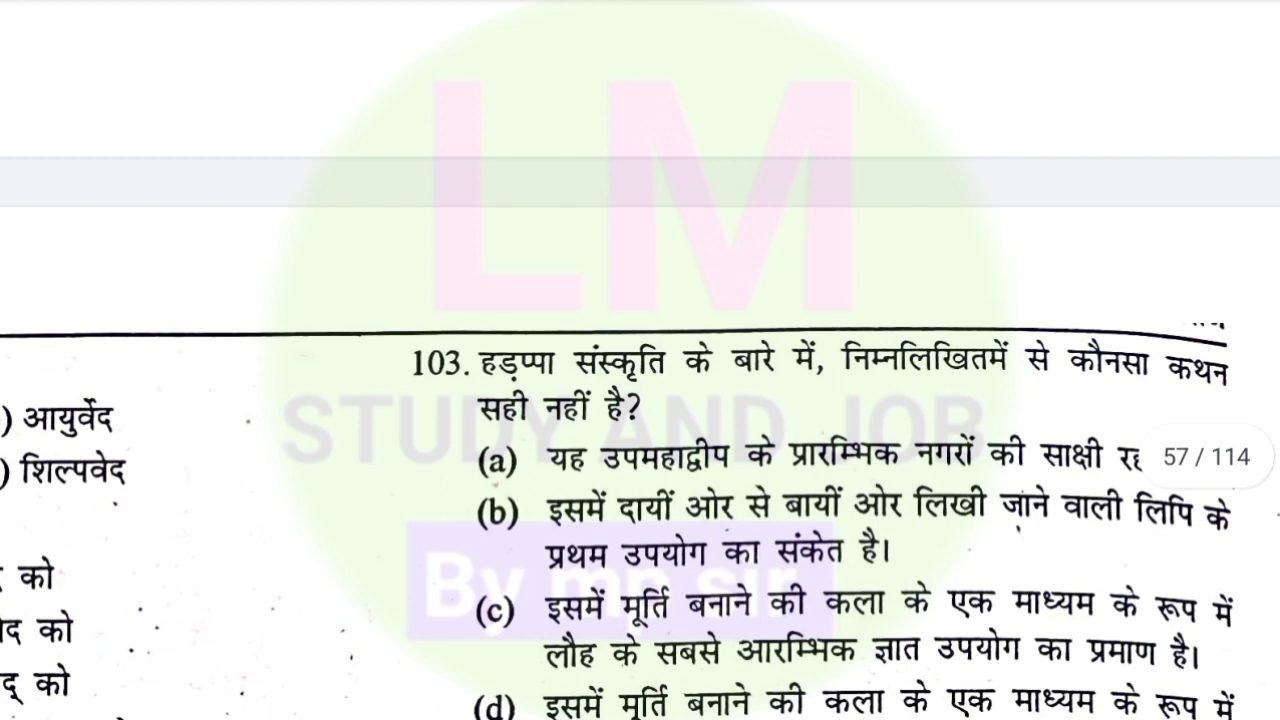 LM
STUDY AND JOB
By mp sir
) आयुर्वेद
) शिल्पवेद
को
को
को
103. हड़प्पा संस्कृति के बारे में, निम्नलिखितमें से कौनसा कथन
सही नहीं है?
(a) यह उपमहाद्वीप के प्रारम्भिक नगरों की साक्षी
57 / 114
(b) इसमें दायीं ओर से बायीं ओर लिखी जाने वाली लिपि के
प्रथम उपयोग का संकेत है।
(c) इसमें मूर्ति बनाने की कला के एक माध्यम के रूप में
लौह के सबसे आरम्भिक ज्ञात उपयोग का प्रमाण है।
(d) इसमें मूर्ति बनाने की कला के एक माध्यम के रूप में